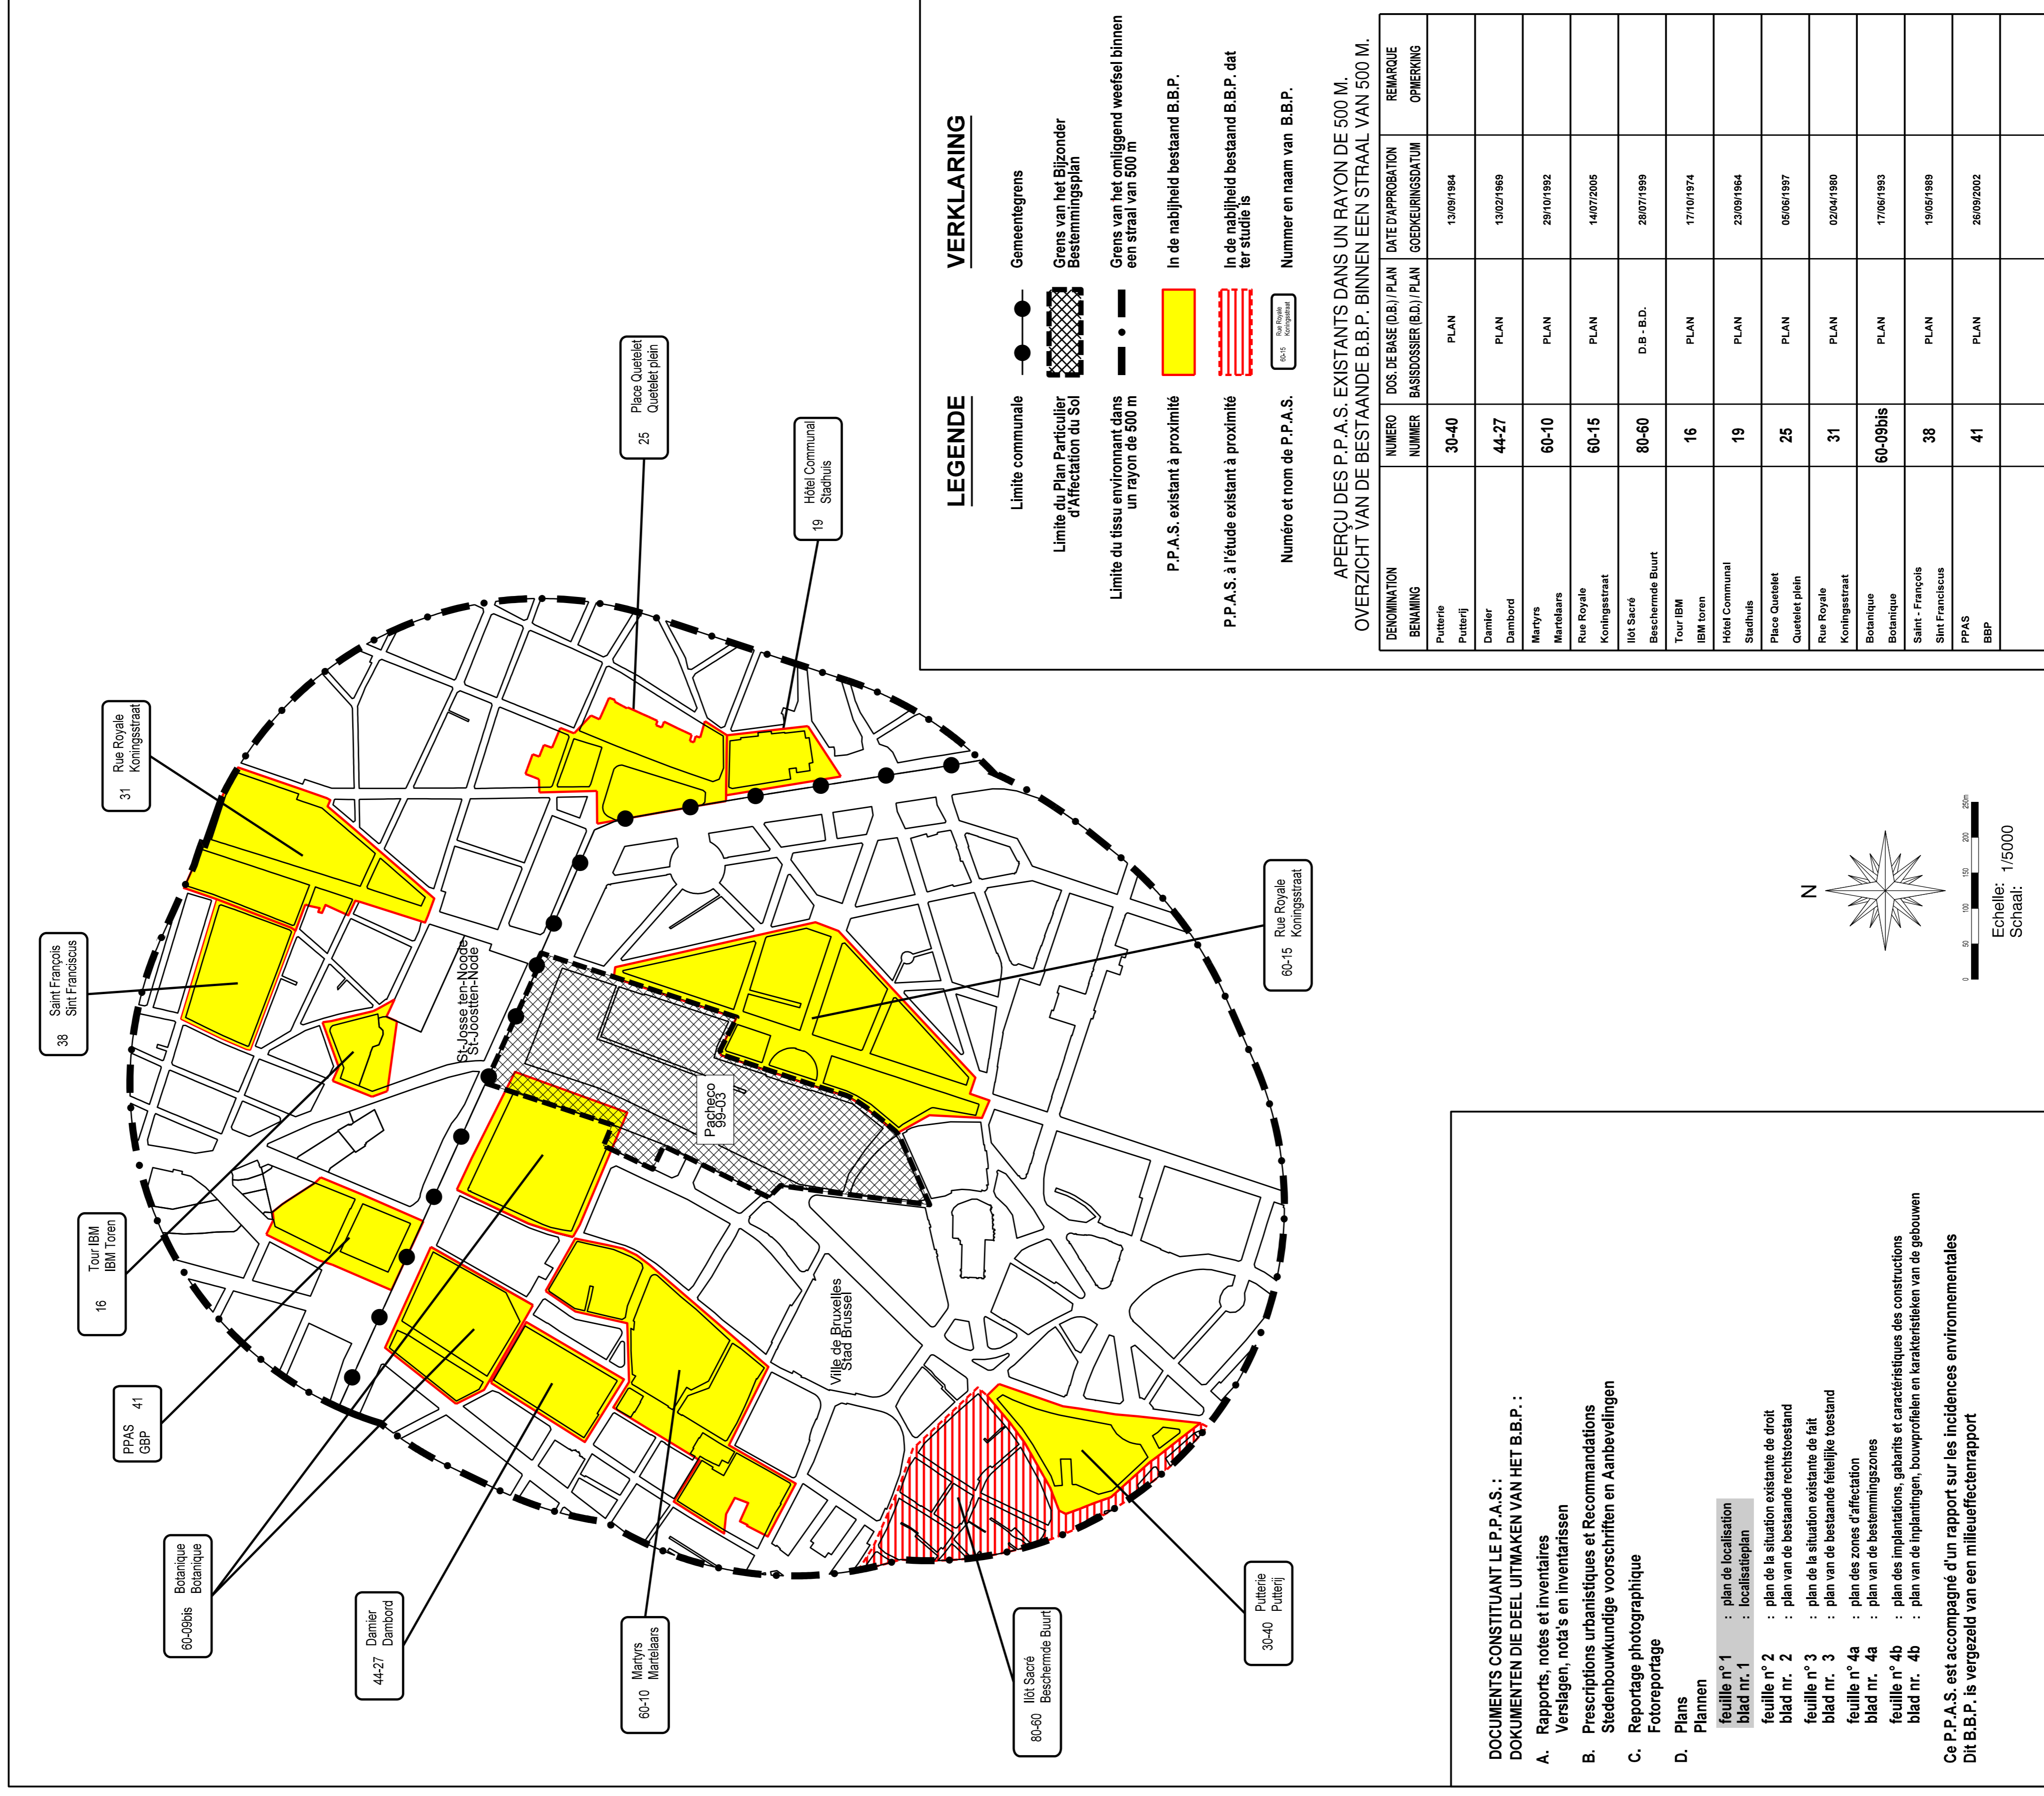 31 Rue Royale
Koningsstraat
38 Saint François
Sint Franciscus
16 Tour IBM
IBM Toren
PPAS 41
GBP
60-09bis Botanique
Botanique
44-27 Damier
Dambord
60-10 Martyrs
Martelaars
80-60 Ilôt Sacré
Beschermde Buurt
30-40 Putterie
Putterij
60-15 Rue Royale
Koningsstraat
19 Hôtel Communal
Stadhuis
25 Place Quetelet
Quetelet plein
St-Josse ten-Noode
St-Joostten-Node
Pacheco
99-03
Ville de Bruxelles
Stad Brussel
LEGENDE VERKLARING
Limite communale Gemeentegrens
Limite du Plan Particulier Grens van het Bijzonder
d'Affectation du Sol Bestemmingsplan
Limite du tissu environnant dans Grens van het omliggend weefsel binnen
un rayon de 500 m een straal van 500 m
P.P.A.S. existant à proximité In de nabijheid bestand B.B.P.
P.P.A.S. à l'étude existant à proximité In de nabijheid bestand B.B.P. dat
ter studie is
Numéro et nom de P.P.A.S. 60-15 Rue Royale Koningsstraat Nummer en naam van B.B.P.
APERÇU DES P.P.A.S. EXISTANTS DANS UN RAYON DE 500 M.
OVERZICHT VAN DE BESTAANDE B.B.P. BINNEN EEN STRAAL VAN 500 M.
DENOMINATION NUMERO DOS. DE BASE (D.B.) / PLAN DATE D'APPROBATION REMARQUE
BENAMING NUMMER BASISDOSSIER (B.D.) / PLAN GOEDKEURINGSDATUM OPMERKING
Putterie
Putterij 30-40 PLAN 13/09/1984
Damier
Dambord 44-27 PLAN 13/02/1969
Martyrs
Martelaars 60-10 PLAN 29/10/1992
Rue Royale
Koningsstraat 60-15 PLAN 14/07/2005
Ilôt Sacré
Beschermde Buurt 80-60 D.B - B.D. 28/07/1999
Tour IBM
IBM toren 16 PLAN 17/10/1974
Hôtel Communal
Stadhuis 19 PLAN 23/09/1964
Place Quetelet
Quetelet plein 25 PLAN 05/06/1997
Rue Royale
Koningsstraat 31 PLAN 02/04/1980
Botanique
Botanique 60-09bis PLAN 17/06/1993
Saint - François
Sint Franciscus 38 PLAN 19/05/1989
PPAS
BBP 41 PLAN 26/09/2002
N
0 50 100 150 200 250m
Echelle: 1/5000
Schaal:
DOCUMENTS CONSTITUANT LE P.P.A.S. :
DOKUMENTEN DIE DEEL UITMAKEN VAN HET B.B.P. :
A. Rapports, notes et inventaires
Verslagen, nota's en inventarissen
B. Prescriptions urbanistiques et Recommandations
Stedenbouwkundige voorschriften en Aanbevelingen
C. Reportage photographique
Fotoreportage
D. Plans
Plannen
feuille n° 1 : plan de localisation
blad nr. 1 : localisatieplan
feuille n° 2 : plan de la situation existante de droit
blad nr. 2 : plan van de bestaande rechtstoestand
feuille n° 3 : plan de la situation existante de fait
blad nr. 3 : plan van de bestaande feitelijke toestand
feuille n° 4a : plan des zones d'affectation
blad nr. 4a : plan van de bestemmingszones
feuille n° 4b : plan des implantations, gabarits et caractéristiques des constructions
blad nr. 4b : plan van de inplantingen, bouwprofielen en karakteristieken van de gebouwen
Ce P.P.A.S. est accompagné d'un rapport sur les incidences environnementales
Dit B.B.P. is vergezeld van een milieueffectenrapport